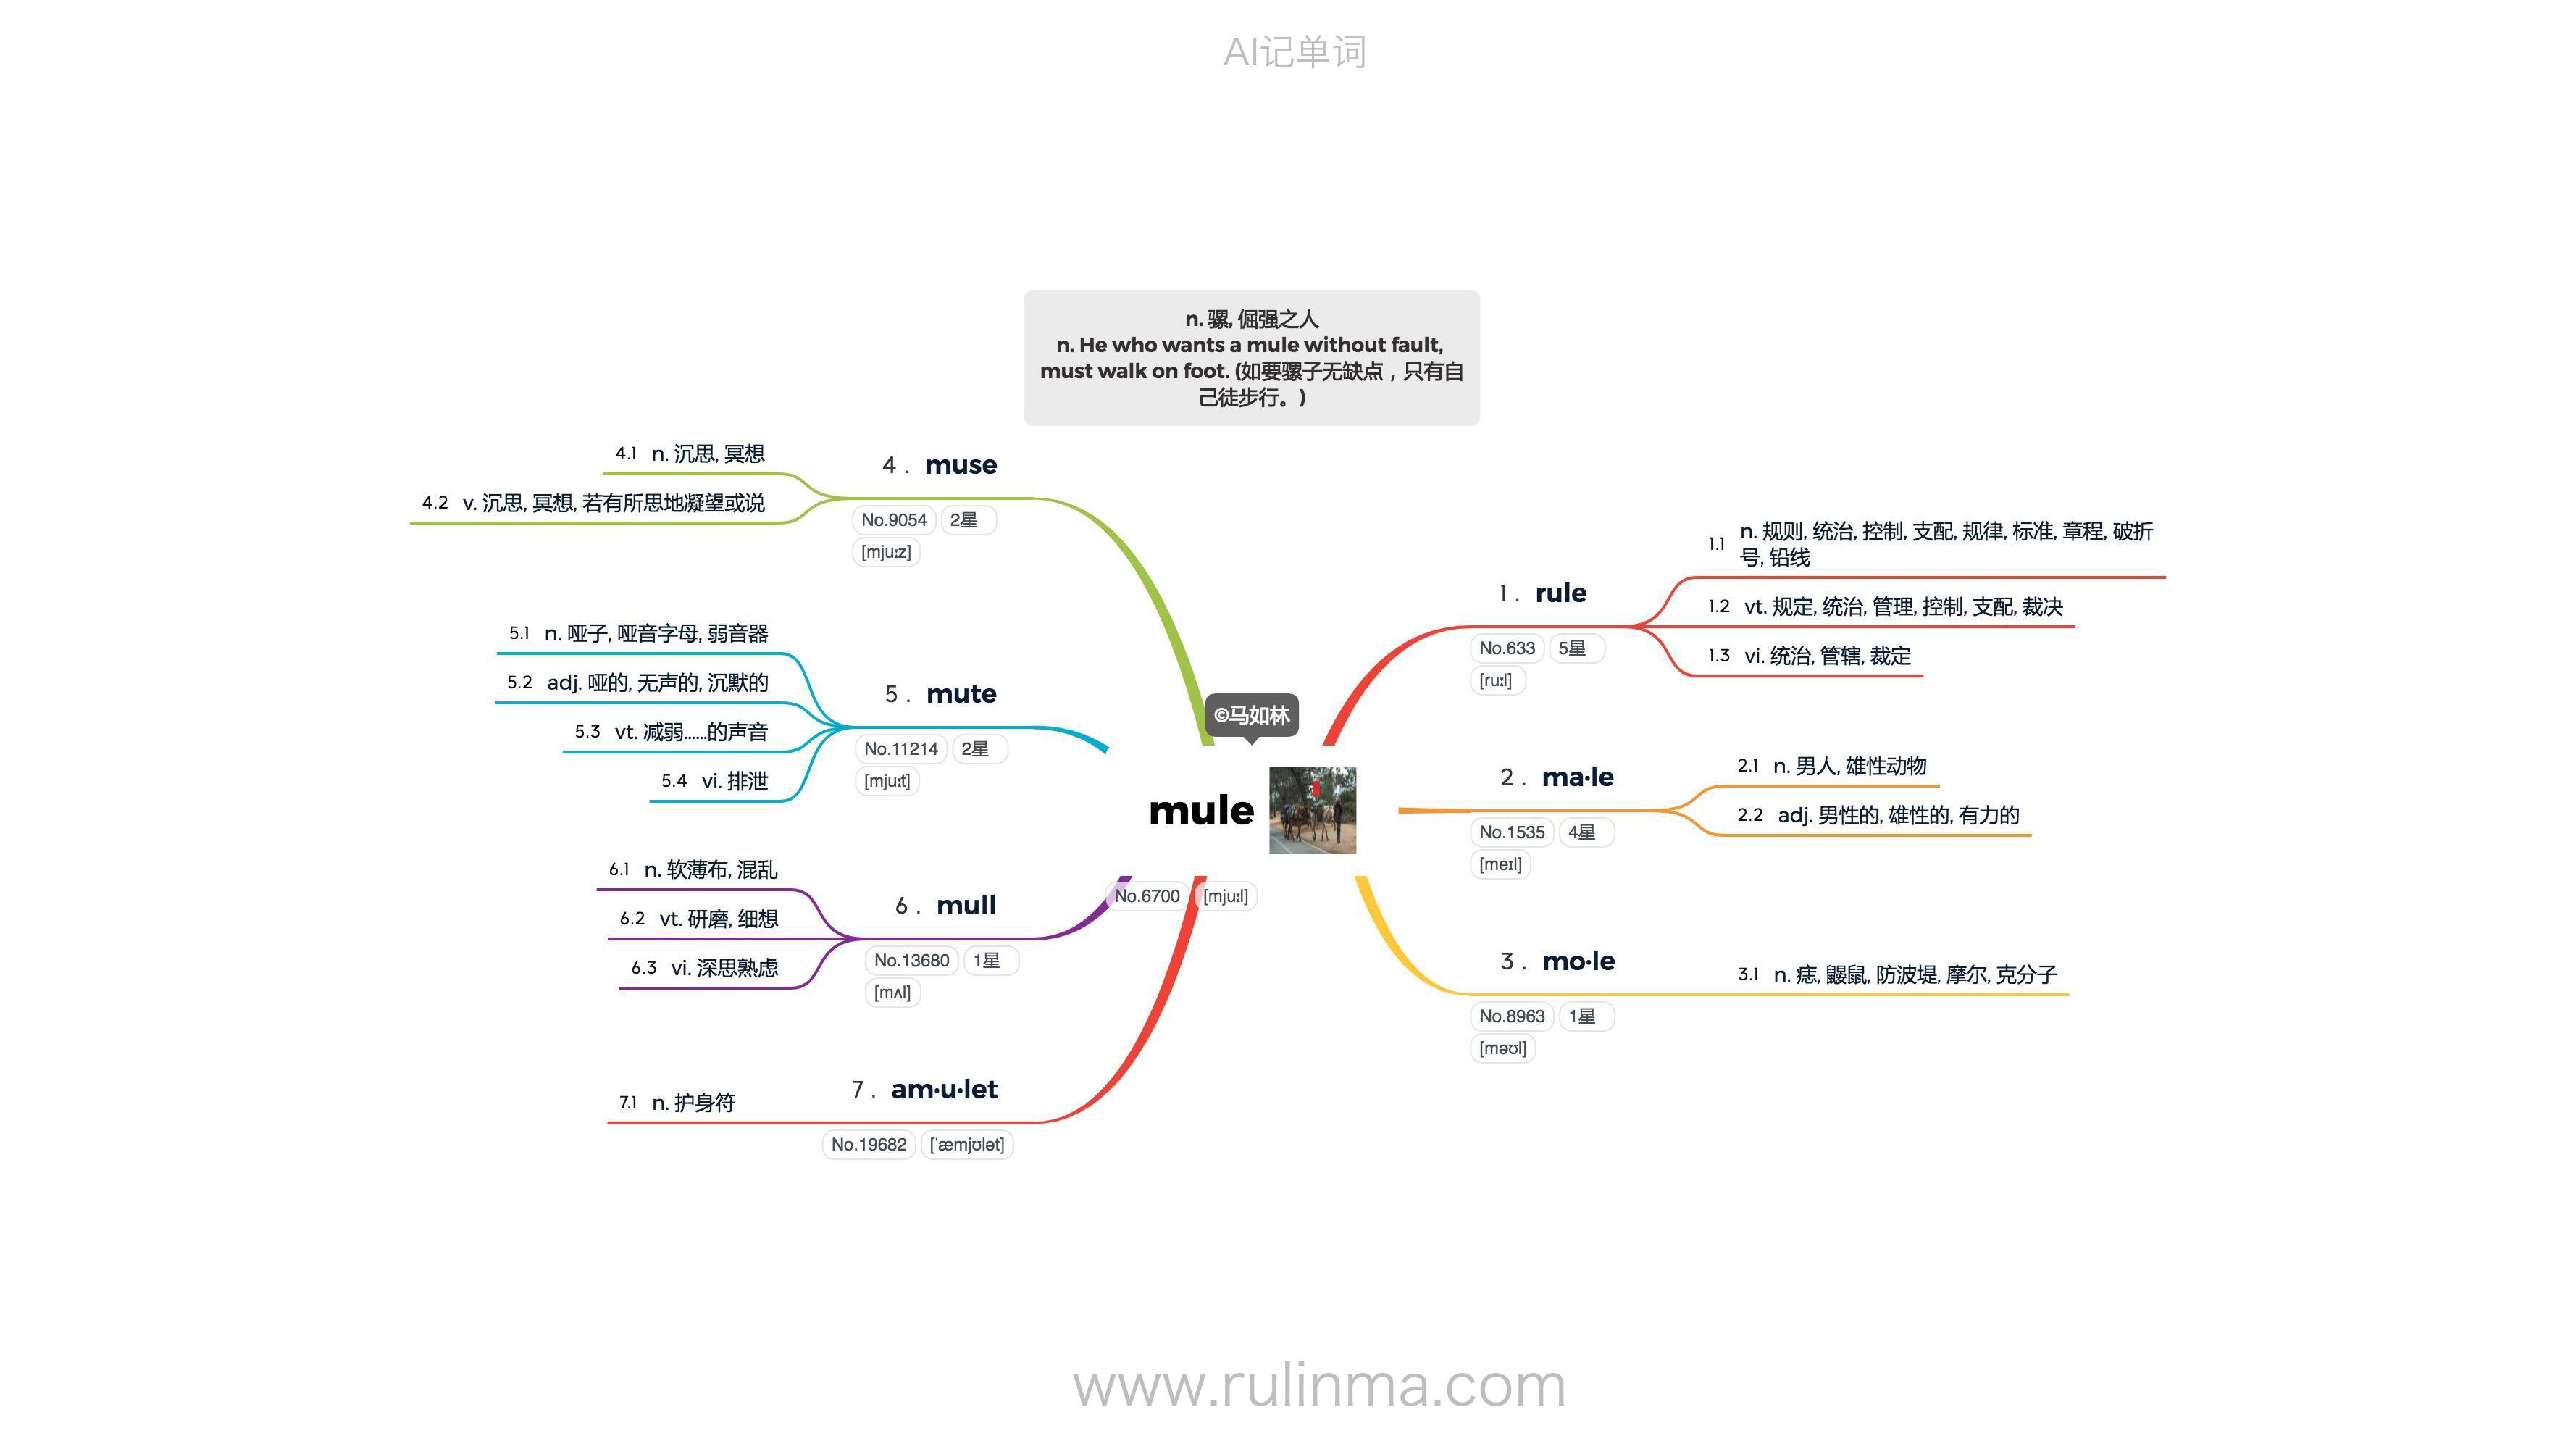 AI记单词
n. 骡, 倔强之人
n. He who wants a mule without fault,
must walk on foot. (如要骡子无缺点，只有自
己徒步行。)
©马如林
mule
No.6700 [mjuːl]
1 . rule
No.633 5星
[ruːl]
1.1 n. 规则, 统治, 控制, 支配, 规律, 标准, 章程, 破折
号, 铅线
1.2 vt. 规定, 统治, 管理, 控制, 支配, 裁决
1.3 vi. 统治, 管辖, 裁定
2 . ma·le
No.1535 4星
[meɪl]
2.1 n. 男人, 雄性动物
2.2 adj. 男性的, 雄性的, 有力的
3 . mo·le
No.8963 1星
[məʊl]
3.1 n. 痣, 鼹鼠, 防波堤, 摩尔, 克分子
4 . muse
No.9054 2星
[mjuːz]
4.1 n. 沉思, 冥想
4.2 v. 沉思, 冥想, 若有所思地凝望或说
5 . mute
No.11214 2星
[mjuːt]
5.1 n. 哑子, 哑音字母, 弱音器
5.2 adj. 哑的, 无声的, 沉默的
5.3 vt. 减弱......的声音
5.4 vi. 排泄
6 . mull
No.13680 1星
[mʌl]
6.1 n. 软薄布, 混乱
6.2 vt. 研磨, 细想
6.3 vi. 深思熟虑
7 . am·u·let
No.19682 [ˈæmjʊlət]
7.1 n. 护身符
www.rulinma.com